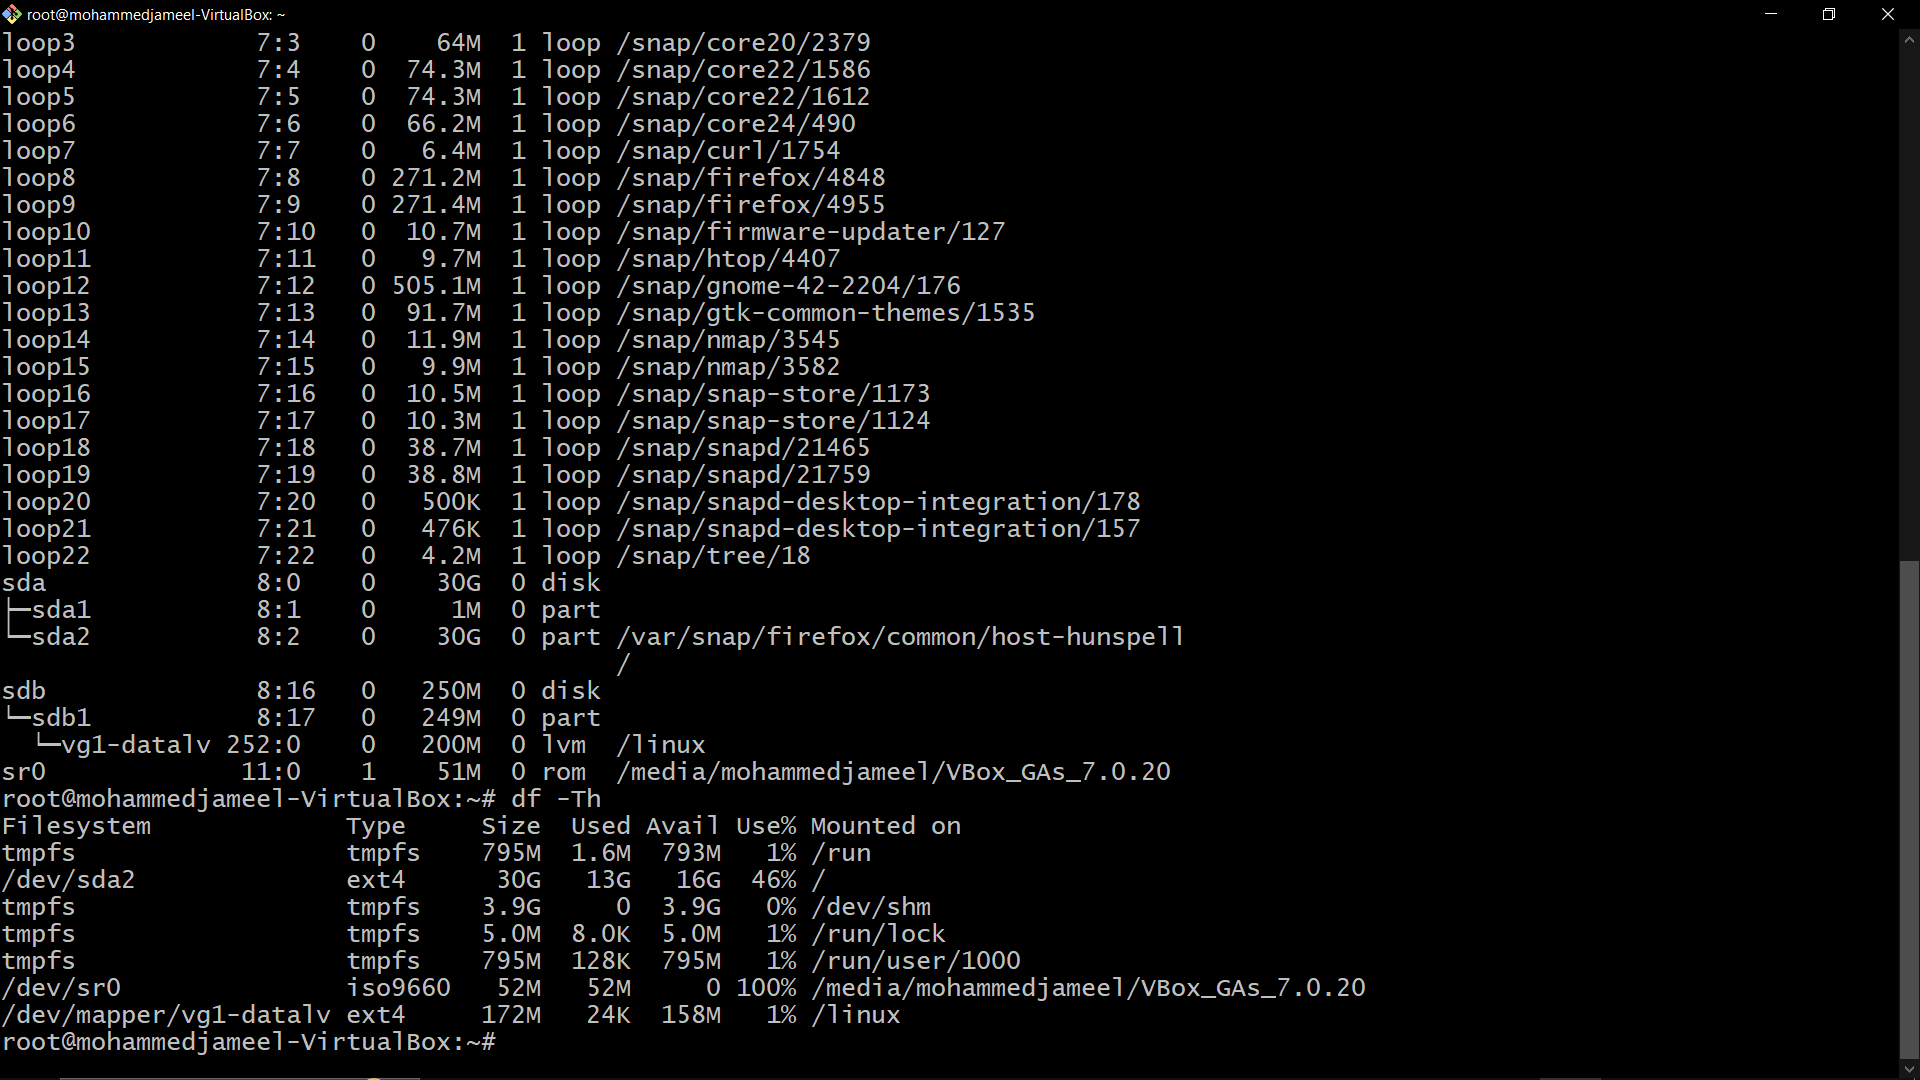 root@mohammedjameel-VirtualBox: ~
loop3            7:3    0    64M  1 loop /snap/core20/2379
loop4            7:4    0  74.3M  1 loop /snap/core22/1586
loop5            7:5    0  74.3M  1 loop /snap/core22/1612
loop6            7:6    0  66.2M  1 loop /snap/core24/490
loop7            7:7    0   6.4M  1 loop /snap/curl/1754
loop8            7:8    0 271.2M  1 loop /snap/firefox/4848
loop9            7:9    0 271.4M  1 loop /snap/firefox/4955
loop10           7:10   0  10.7M  1 loop /snap/firmware-updater/127
loop11           7:11   0   9.7M  1 loop /snap/htop/4407
loop12           7:12   0 505.1M  1 loop /snap/gnome-42-2204/176
loop13           7:13   0  91.7M  1 loop /snap/gtk-common-themes/1535
loop14           7:14   0  11.9M  1 loop /snap/nmap/3545
loop15           7:15   0   9.9M  1 loop /snap/nmap/3582
loop16           7:16   0  10.5M  1 loop /snap/snap-store/1173
loop17           7:17   0  10.3M  1 loop /snap/snap-store/1124
loop18           7:18   0  38.7M  1 loop /snap/snapd/21465
loop19           7:19   0  38.8M  1 loop /snap/snapd/21759
loop20           7:20   0   500K  1 loop /snap/snapd-desktop-integration/178
loop21           7:21   0   476K  1 loop /snap/snapd-desktop-integration/157
loop22           7:22   0   4.2M  1 loop /snap/tree/18
sda              8:0    0    30G  0 disk
├─sda1           8:1    0     1M  0 part
└─sda2           8:2    0    30G  0 part /var/snap/firefox/common/host-hunspell
                                         /
sdb              8:16   0   250M  0 disk
└─sdb1           8:17   0   249M  0 part
  └─vg1-datalv 252:0    0   200M  0 lvm  /linux
sr0             11:0    1    51M  0 rom  /media/mohammedjameel/VBox_GAs_7.0.20
root@mohammedjameel-VirtualBox:~# df -Th
Filesystem             Type     Size  Used Avail Use% Mounted on
tmpfs                  tmpfs    795M  1.6M  793M   1% /run
/dev/sda2              ext4      30G   13G   16G  46% /
tmpfs                  tmpfs    3.9G     0  3.9G   0% /dev/shm
tmpfs                  tmpfs    5.0M  8.0K  5.0M   1% /run/lock
tmpfs                  tmpfs    795M  128K  795M   1% /run/user/1000
/dev/sr0               iso9660   52M   52M     0 100% /media/mohammedjameel/VBox_GAs_7.0.20
/dev/mapper/vg1-datalv ext4     172M   24K  158M   1% /linux
root@mohammedjameel-VirtualBox:~#